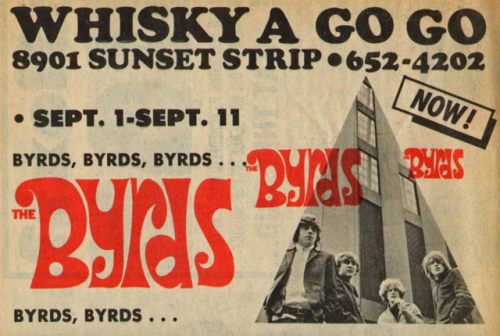 WHISKY A GO GO
8901 SUNSET STRIP • 652-4202
NOW!
• SEPT. 1-SEPT. 11
BYRDS, BYRDS, BYRDS . . .
THE Byrds
THE Byrds
THE Byrds
BYRDS, BYRDS . . .